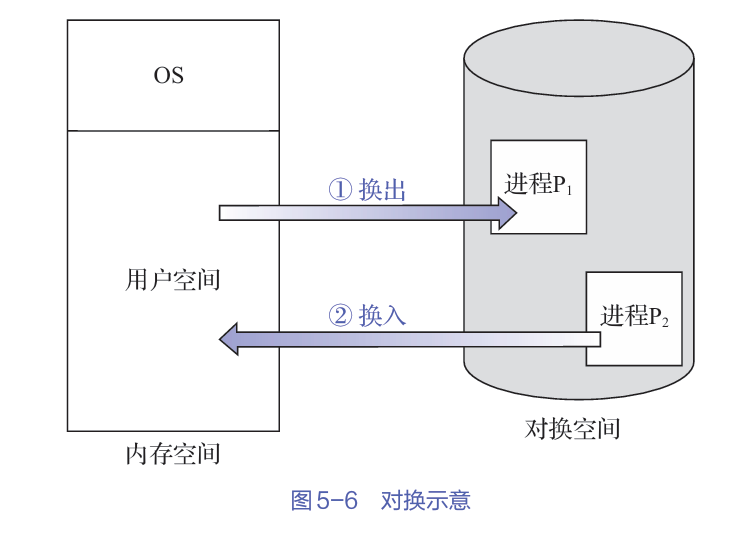 OS
① 换出
进程P₁
用户空间
② 换入
进程P₂
内存空间
对换空间
图5-6 对换示意